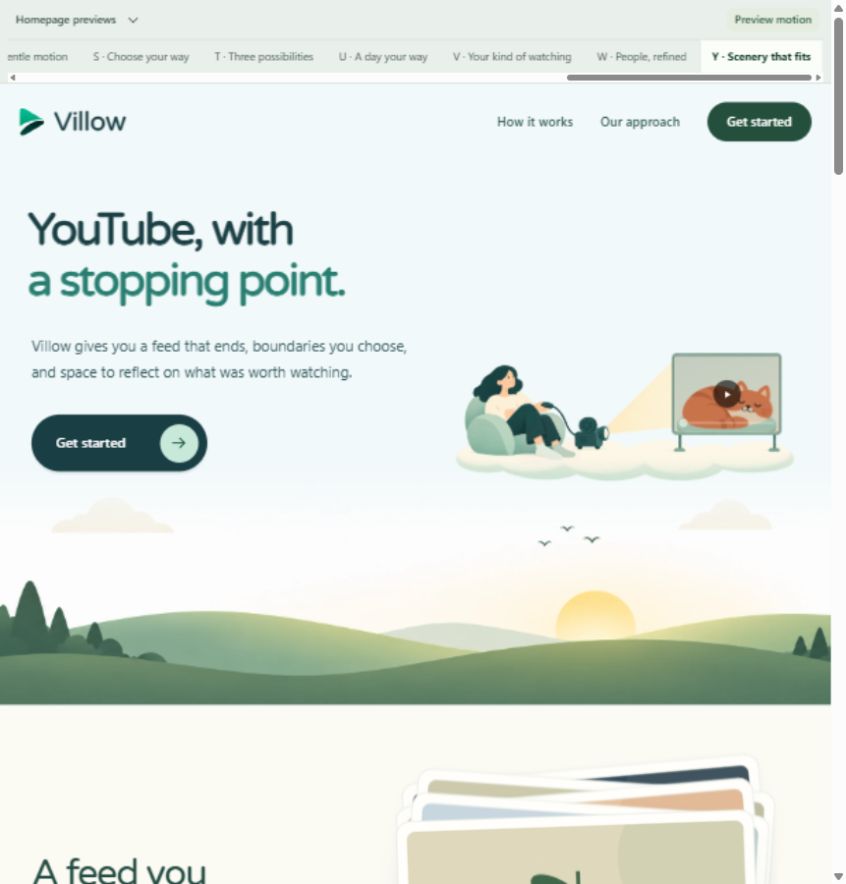 Homepage previews
Preview motion
entle motion
S · Choose your way
T · Three possibilities
U · A day your way
V · Your kind of watching
W · People, refined
Y · Scenery that fits
Villow
How it works
Our approach
Get started
YouTube, with
a stopping point.
Villow gives you a feed that ends, boundaries you choose,
and space to reflect on what was worth watching.
Get started
A feed you